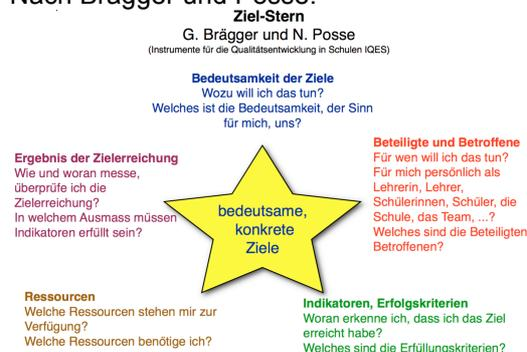 Nach Brägger und Posse:
Ziel-Stern
G. Brägger und N. Posse
(Instrumente für die Qualitätsentwicklung in Schulen IQES)
Bedeutsamkeit der Ziele
Wozu will ich das tun?
Welches ist die Bedeutsamkeit, der Sinn
für mich, uns?
Beteiligte und Betroffene
Für wen will ich das tun?
Für mich persönlich als
Lehrerin, Lehrer,
Schülerinnen, Schüler, die
Schule, das Team, ...?
Welches sind die Beteiligten
Betroffenen?
Ergebnis der Zielerreichung
Wie und woran messe,
überprüfe ich die
Zielerreichung?
In welchem Ausmass müssen
Indikatoren erfüllt sein?
bedeutsame,
konkrete
Ziele
Ressourcen
Welche Ressourcen stehen mir zur
Verfügung?
Welche Ressourcen benötige ich?
Indikatoren, Erfolgskriterien
Woran erkenne ich, dass ich das Ziel
erreicht habe?
Welches sind die Erfüllungskriterien?